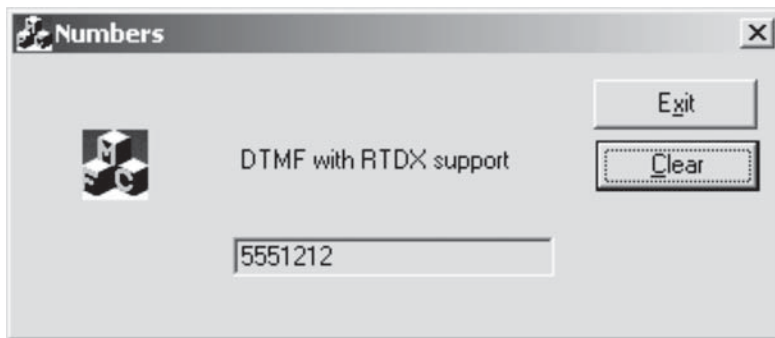 Numbers
Exit
DTMF with RTDX support
Clear
5551212
M
F C